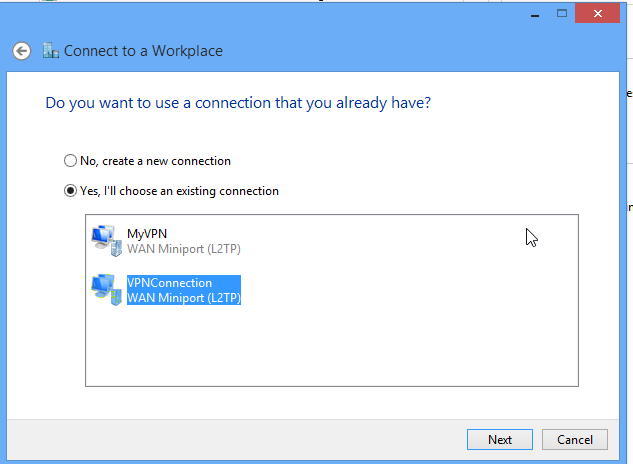 Connect to a Workplace
Do you want to use a connection that you already have?
No, create a new connection
Yes, I'll choose an existing connection
MyVPN
WAN Miniport (L2TP)
VPNConnection
WAN Miniport (L2TP)
Next Cancel